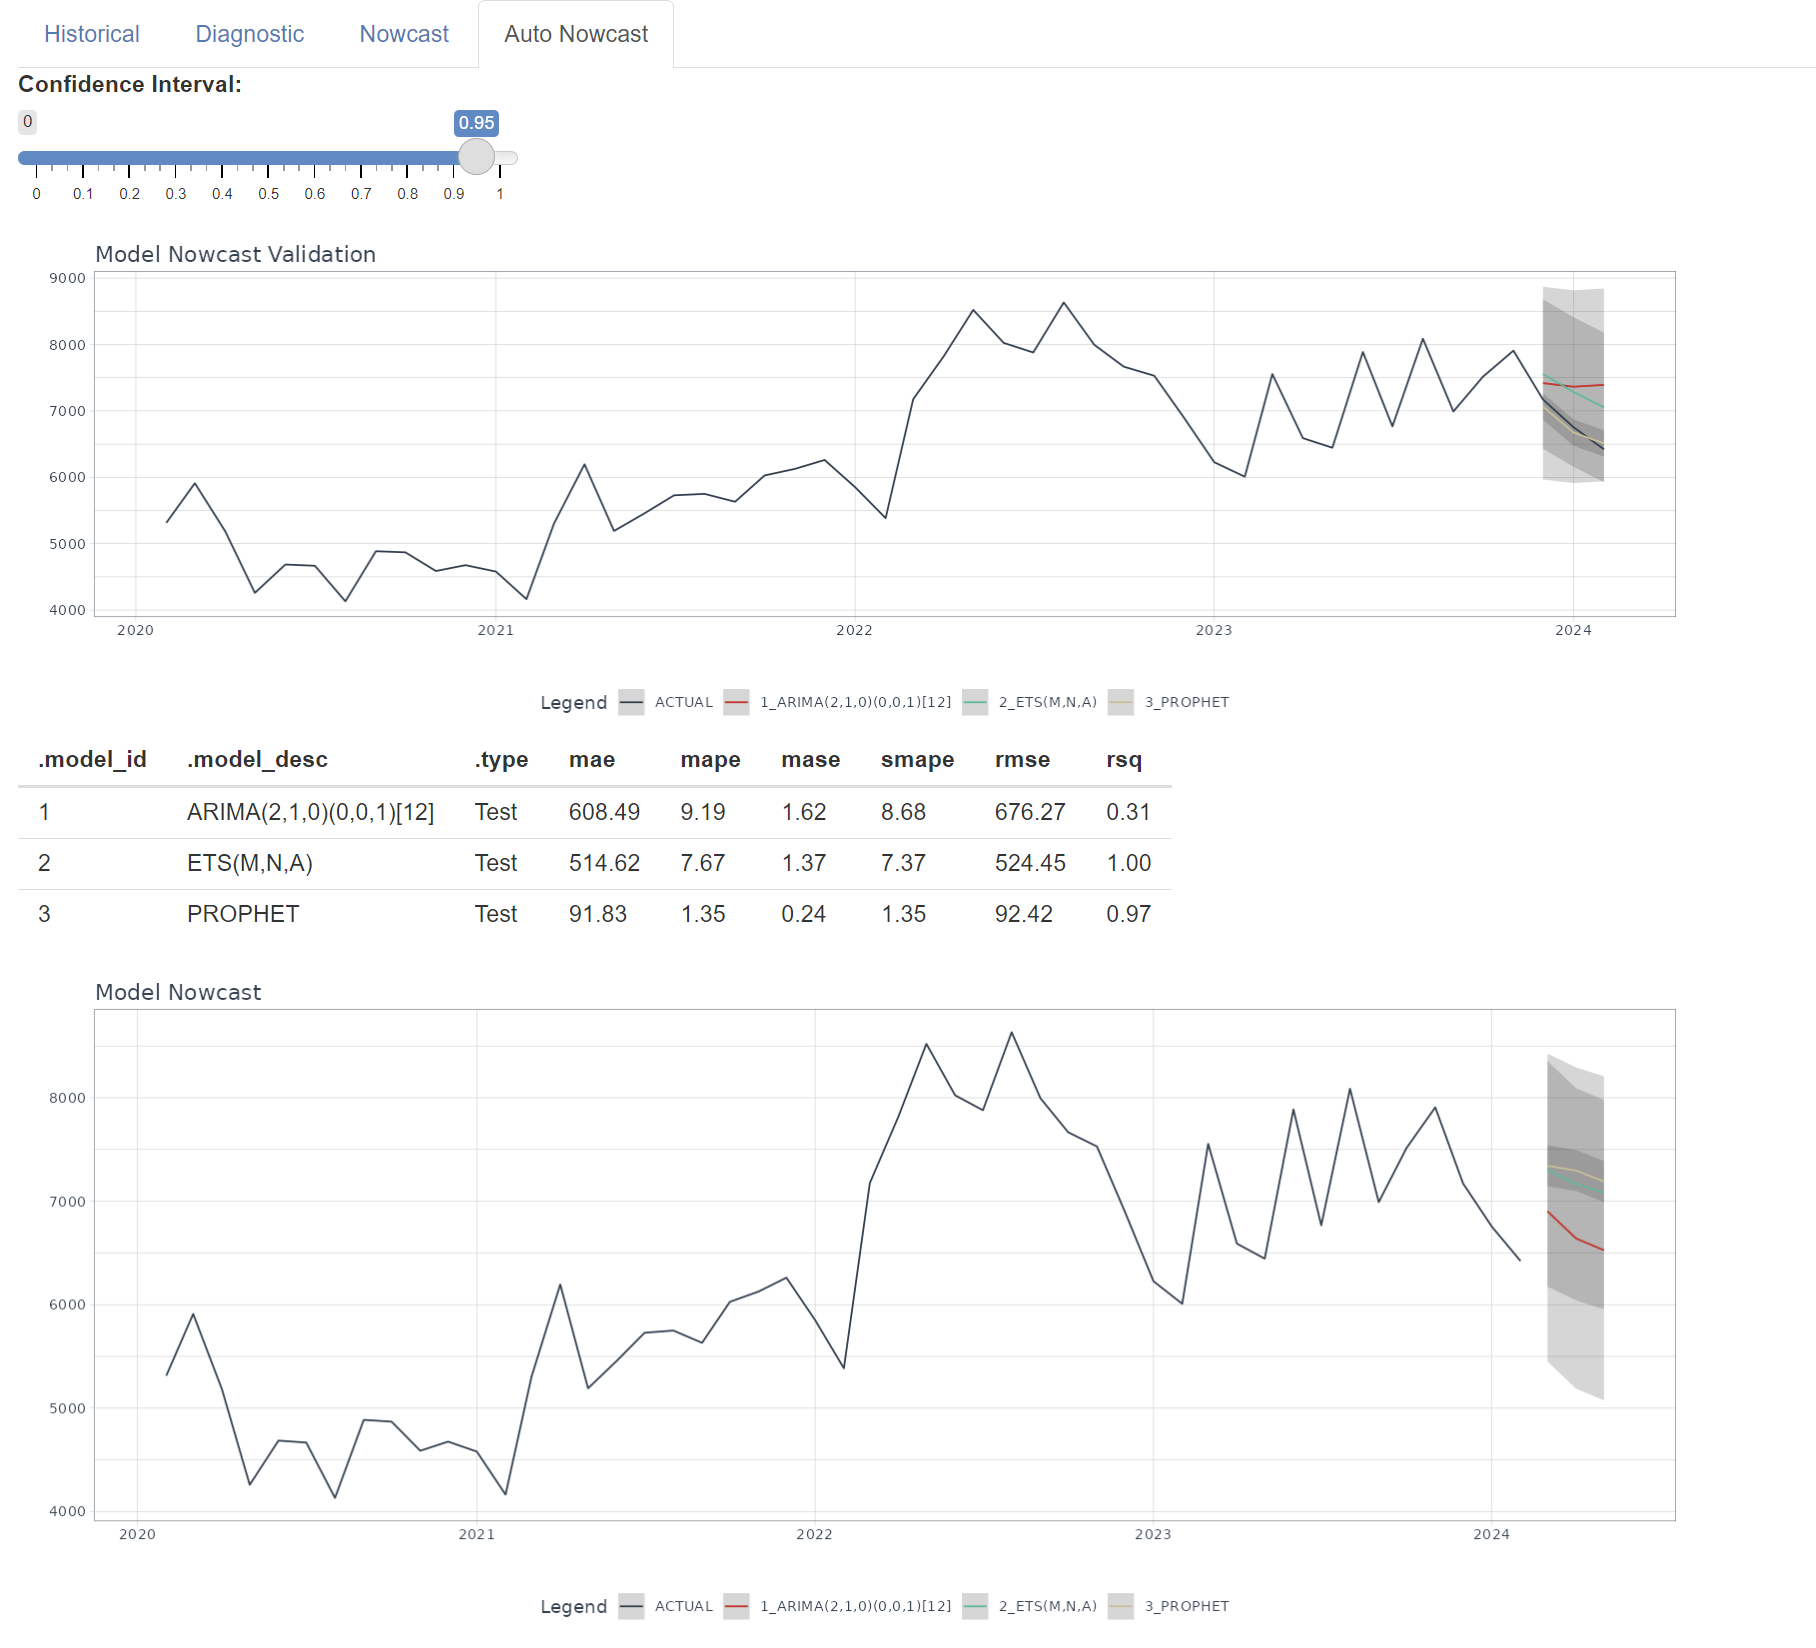 Historical Diagnostic Nowcast Auto Nowcast
Confidence Interval:
0 0.95
0 0.1 0.2 0.3 0.4 0.5 0.6 0.7 0.8 0.9 1
Model Nowcast Validation
9000
8000
7000
6000
5000
4000
2020 2021 2022 2023 2024
Legend ACTUAL 1_ARIMA(2,1,0)(0,0,1)[12] 2_ETS(M,N,A) 3_PROPHET
.model_id .model_desc .type mae mape mase smape rmse rsq
1 ARIMA(2,1,0)(0,0,1)[12] Test 608.49 9.19 1.62 8.68 676.27 0.31
2 ETS(M,N,A) Test 514.62 7.67 1.37 7.37 524.45 1.00
3 PROPHET Test 91.83 1.35 0.24 1.35 92.42 0.97
Model Nowcast
8000
7000
6000
5000
4000
2020 2021 2022 2023 2024
Legend ACTUAL 1_ARIMA(2,1,0)(0,0,1)[12] 2_ETS(M,N,A) 3_PROPHET